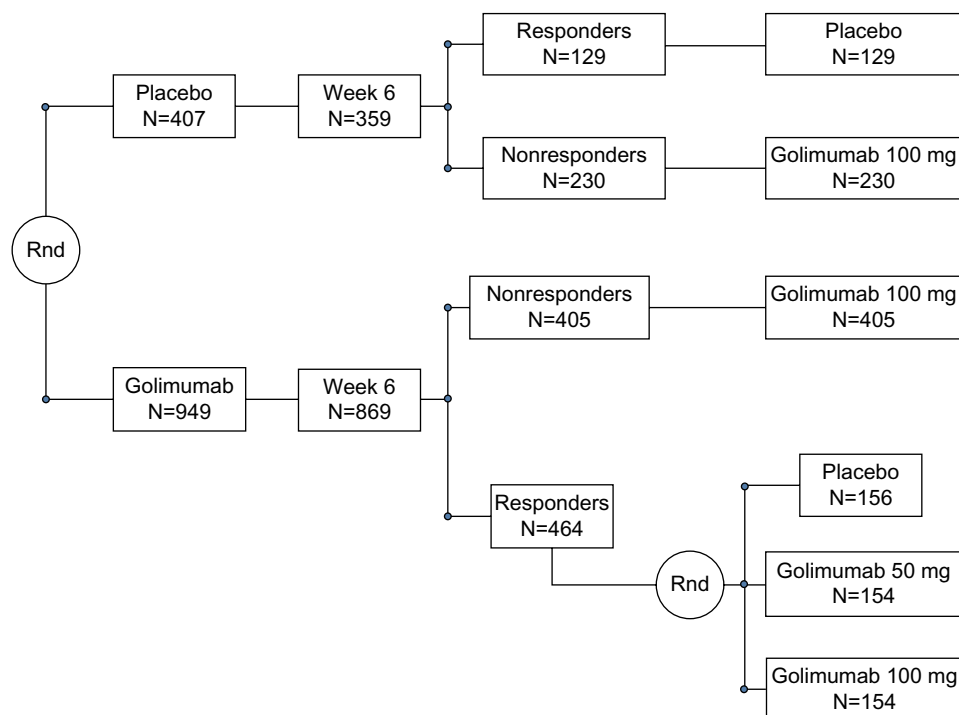 Responders
N=129
Placebo
N=129
Placebo
N=407
Week 6
N=359
Nonresponders
N=230
Golimumab 100 mg
N=230
Rnd
Nonresponders
N=405
Golimumab 100 mg
N=405
Golimumab
N=949
Week 6
N=869
Responders
N=464
Placebo
N=156
Rnd
Golimumab 50 mg
N=154
Golimumab 100 mg
N=154